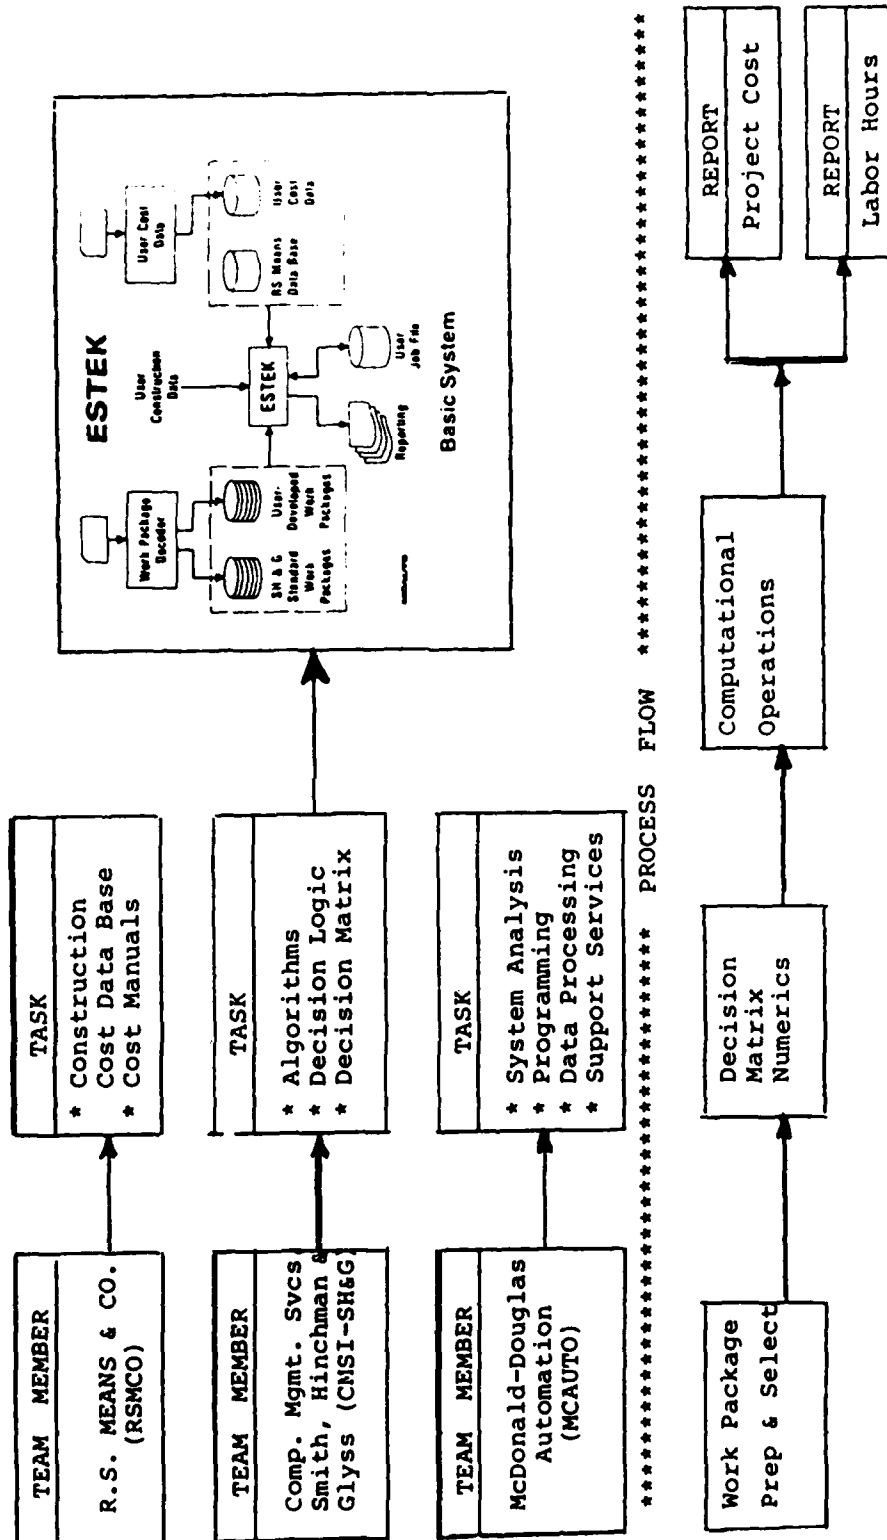 TEAM MEMBER
R.S. MEANS & CO.
(RSMCO)
TASK
* Construction
Cost Data Base
* Cost Manuals
TEAM MEMBER
Comp. Mgmt. Svcs
Smith, Hinchman &
Glyss (CMSI-SH&G)
TASK
* Algorithms
* Decision Logic
* Decision Matrix
TEAM MEMBER
McDonald-Douglas
Automation
(MCAUTO)
TASK
* System Analysis
* Programming
* Data Processing
* Support Services
ESTEK
Work Package
Decoder
SH & G
Standard
Work
Packages
User-
Developed
Work
Packages
User
Construction
Data
ESTEK
Reporting
User
Job File
User Cost
Data
RS Means
Data Base
User
Cost
Data
Basic System
PROCESS FLOW
Work Package
Prep & Select
Decision
Matrix
Numerics
Computational
Operations
REPORT
Project Cost
REPORT
Labor Hours